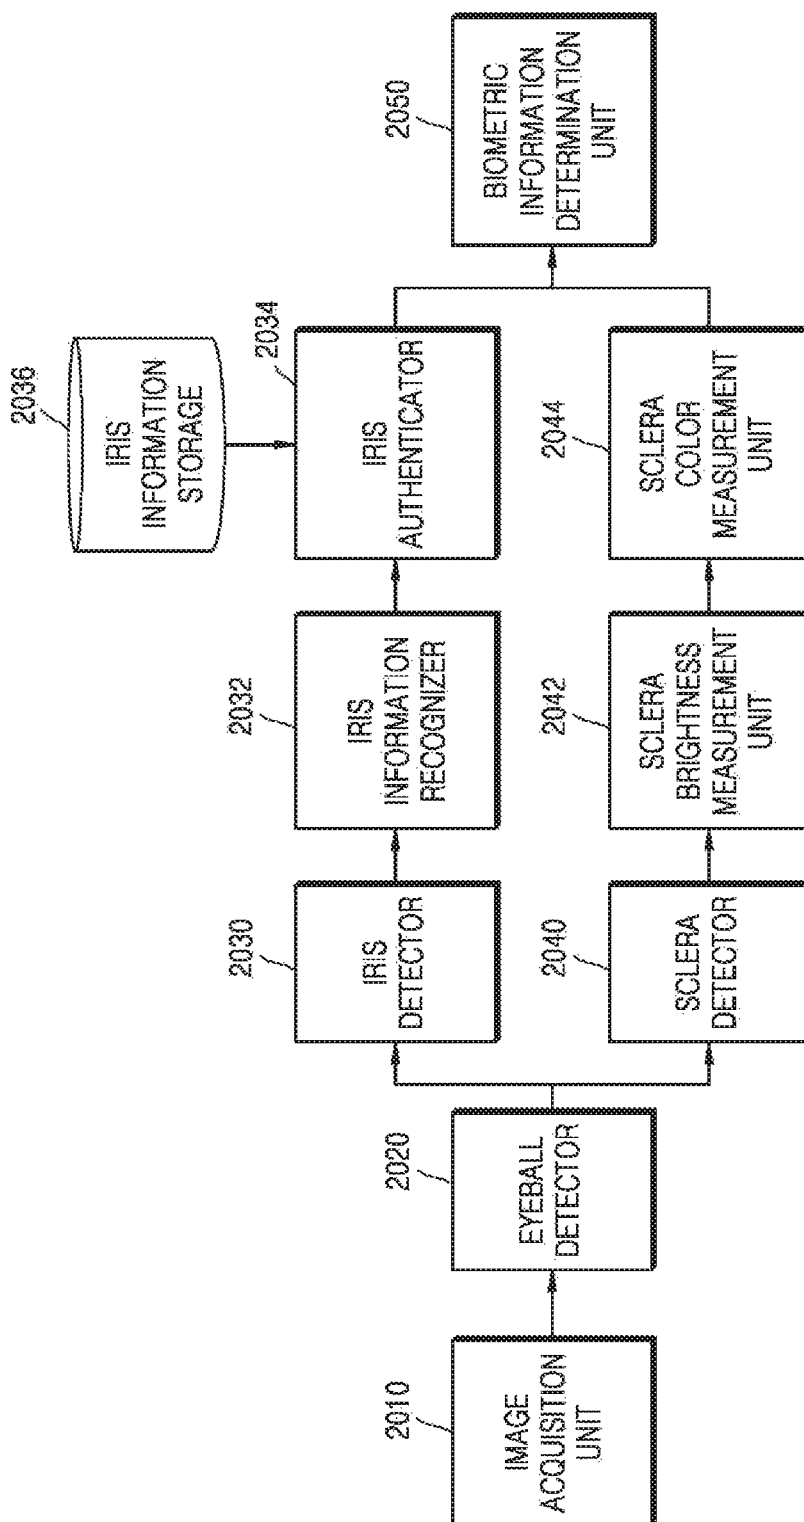 2010
IMAGE
ACQUISITION
UNIT
2020
EYEBALL
DETECTOR
2030
IRIS
DETECTOR
2032
IRIS
INFORMATION
RECOGNIZER
2036
IRIS
INFORMATION
STORAGE
2034
IRIS
AUTHENTICATOR
2040
SCLERA
DETECTOR
2042
SCLERA
BRIGHTNESS
MEASUREMENT
UNIT
2044
SCLERA
COLOR
MEASUREMENT
UNIT
2050
BIOMETRIC
INFORMATION
DETERMINATION
UNIT